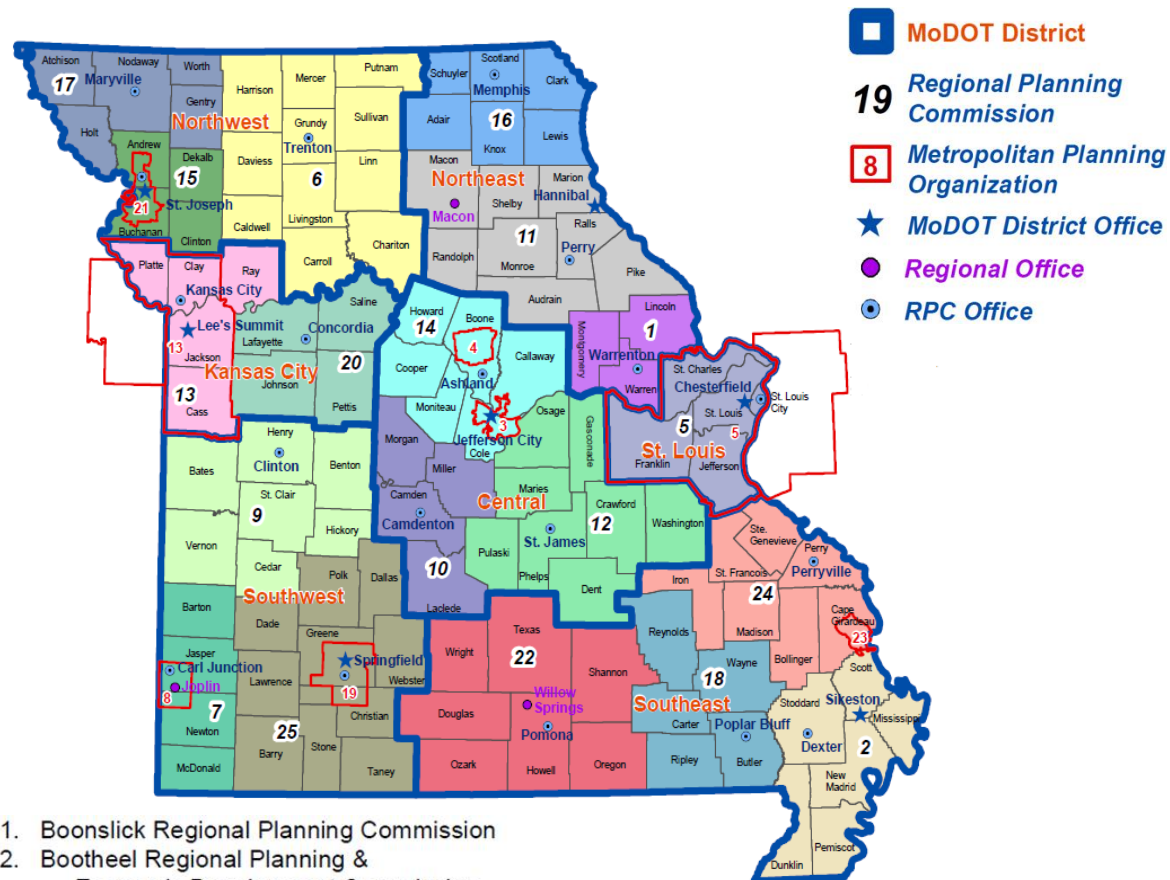 MoDOT District
19 Regional Planning
Commission
8 Metropolitan Planning
Organization
MoDOT District Office
Regional Office
RPC Office
Atchison
Nodaway
Worth
17
Maryville
Gentry
Holt
Northwest
Harrison
Mercer
Putnam
Grundy
Sullivan
Trenton
Daviess
Linn
6
Livingston
Caldwell
Carroll
Chariton
Andrew
Dekalb
15
St. Joseph
21
Buchanan
Clinton
Schuyler
Scotland
Memphis
Clark
Adair
16
Knox
Lewis
Macon
Northeast
Marion
Hannibal
Macon
Shelby
Ralls
11
Perry
Randolph
Monroe
Pike
Audrain
Platte
Clay
Ray
Kansas City
Lee's Summit
13
Jackson
Kansas City
13
Cass
Saline
Concordia
Lafayette
20
Johnson
Pettis
Howard
14
Boone
4
Callaway
Cooper
Ashland
Moniteau
3
Jefferson City
Cole
Lincoln
1
Montgomery
Warrenton
Warren
St. Charles
Chesterfield
St. Louis
City
St. Louis
5
5
St. Louis
Franklin
Jefferson
Osage
Gasconade
Morgan
Miller
Camden
Camdenton
Central
Maries
Crawford
12
Washington
St. James
Pulaski
Phelps
Dent
10
Laclede
Henry
Clinton
Bates
Benton
St. Clair
9
Hickory
Vernon
Cedar
Polk
Dallas
Southwest
Barton
Dade
Greene
Jasper
Carl Junction
Joplin
8
7
Newton
McDonald
Lawrence
Springfield
19
Webster
Christian
25
Barry
Stone
Taney
Texas
Wright
22
Shannon
Douglas
Willow
Springs
Pomona
Ozark
Howell
Oregon
Ste.
Genevieve
Perry
Perryville
Iron
St. Francois
24
Madison
Cape
Girardeau
23
Bollinger
Reynolds
Wayne
18
Southeast
Carter
Poplar Bluff
Ripley
Butler
Scott
Stoddard
Sikeston
Mississippi
Dexter
2
New
Madrid
Pemiscot
Dunklin
1. Boonslick Regional Planning Commission
2. Bootheel Regional Planning &